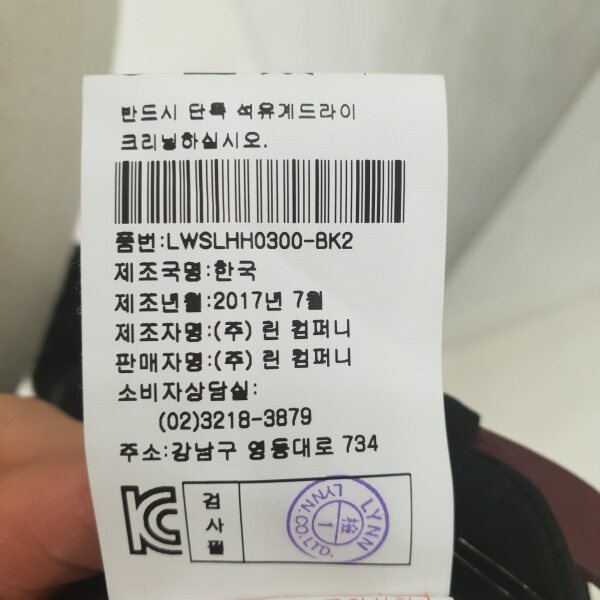 반드시 단독 석유계드라이
크리닝하십시오.
품번:LWSLHH0300-BK2
제조국명:한국
제조년월:2017년 7월
제조자명:(주) 린 컴퍼니
판매자명:(주) 린 컴퍼니
소비자상담실:
(02)3218-3879
주소:강남구 영동대로 734
검사필
LYNN
1
LYNN.CO.LTD.